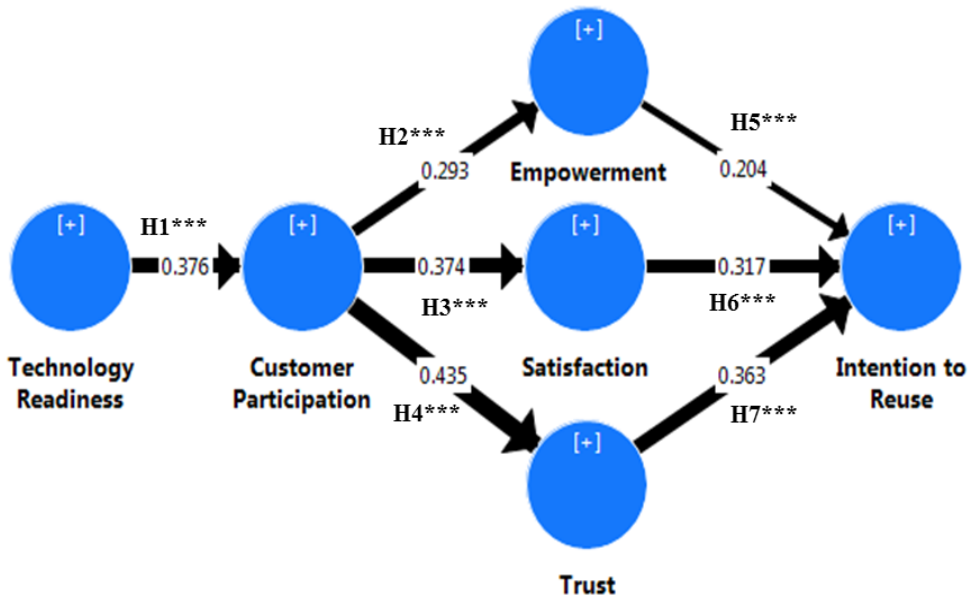 [+]
Empowerment
H2***
0.293
H5***
0.204
[+]
Technology
Readiness
H1***
0.376
[+]
Customer
Participation
0.374
H3***
[+]
Satisfaction
0.317
H6***
[+]
Intention to
Reuse
0.435
H4***
0.363
H7***
[+]
Trust